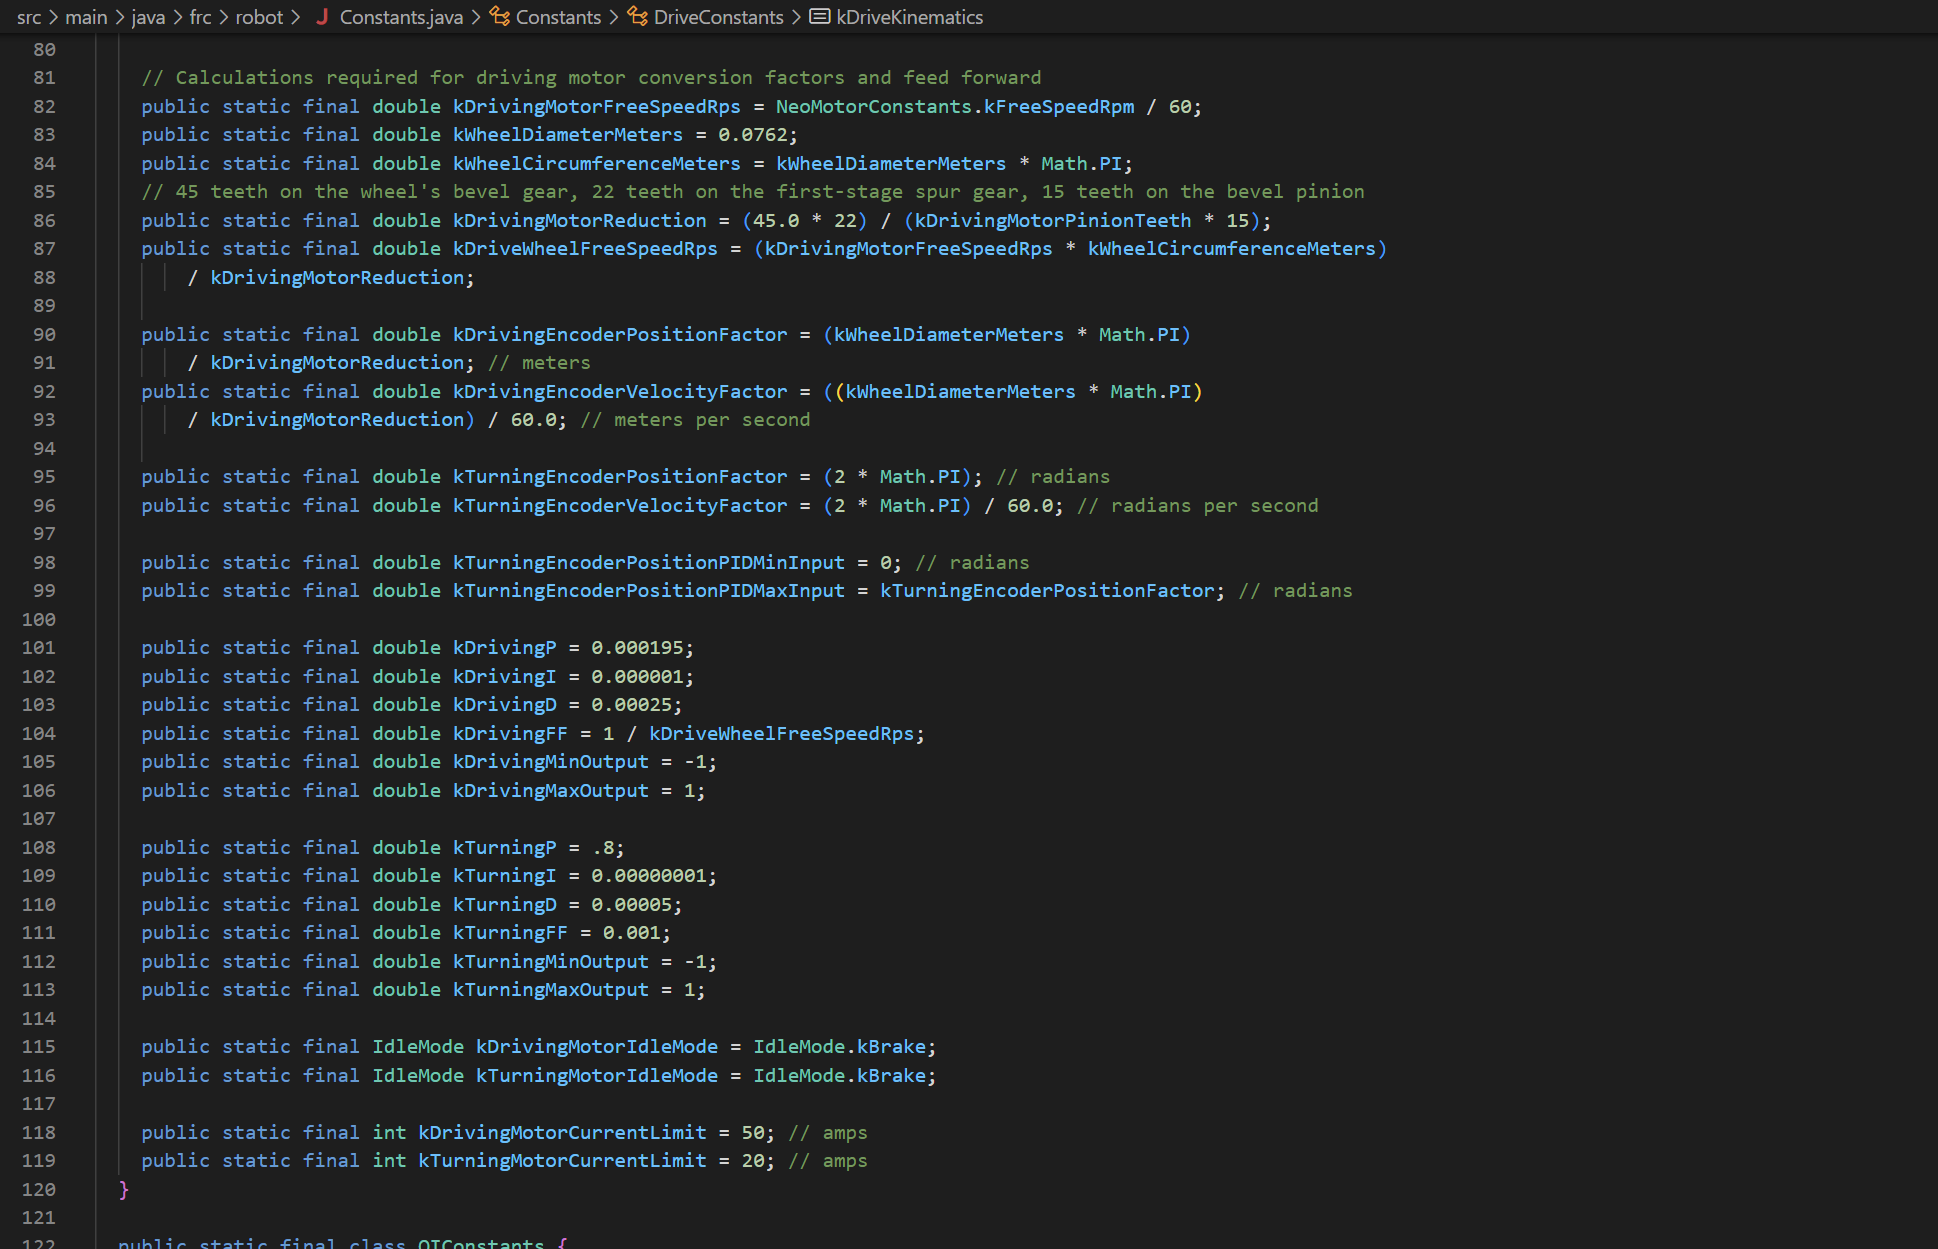 src > main > java > frc > robot > J Constants.java > Constants > DriveConstants > kDriveKinematics
80
81 // Calculations required for driving motor conversion factors and feed forward
82 public static final double kDrivingMotorFreeSpeedRps = NeoMotorConstants.kFreeSpeedRpm / 60;
83 public static final double kWheelDiameterMeters = 0.0762;
84 public static final double kWheelCircumferenceMeters = kWheelDiameterMeters * Math.PI;
85 // 45 teeth on the wheel's bevel gear, 22 teeth on the first-stage spur gear, 15 teeth on the bevel pinion
86 public static final double kDrivingMotorReduction = (45.0 * 22) / (kDrivingMotorPinionTeeth * 15);
87 public static final double kDriveWheelFreeSpeedRps = (kDrivingMotorFreeSpeedRps * kWheelCircumferenceMeters)
88 / kDrivingMotorReduction;
89
90 public static final double kDrivingEncoderPositionFactor = (kWheelDiameterMeters * Math.PI)
91 / kDrivingMotorReduction; // meters
92 public static final double kDrivingEncoderVelocityFactor = ((kWheelDiameterMeters * Math.PI)
93 / kDrivingMotorReduction) / 60.0; // meters per second
94
95 public static final double kTurningEncoderPositionFactor = (2 * Math.PI); // radians
96 public static final double kTurningEncoderVelocityFactor = (2 * Math.PI) / 60.0; // radians per second
97
98 public static final double kTurningEncoderPositionPIDMinInput = 0; // radians
99 public static final double kTurningEncoderPositionPIDMaxInput = kTurningEncoderPositionFactor; // radians
100
101 public static final double kDrivingP = 0.000195;
102 public static final double kDrivingI = 0.000001;
103 public static final double kDrivingD = 0.00025;
104 public static final double kDrivingFF = 1 / kDriveWheelFreeSpeedRps;
105 public static final double kDrivingMinOutput = -1;
106 public static final double kDrivingMaxOutput = 1;
107
108 public static final double kTurningP = .8;
109 public static final double kTurningI = 0.00000001;
110 public static final double kTurningD = 0.00005;
111 public static final double kTurningFF = 0.001;
112 public static final double kTurningMinOutput = -1;
113 public static final double kTurningMaxOutput = 1;
114
115 public static final IdleMode kDrivingMotorIdleMode = IdleMode.kBrake;
116 public static final IdleMode kTurningMotorIdleMode = IdleMode.kBrake;
117
118 public static final int kDrivingMotorCurrentLimit = 50; // amps
119 public static final int kTurningMotorCurrentLimit = 20; // amps
120 }
121
122 public static final class OIConstants {